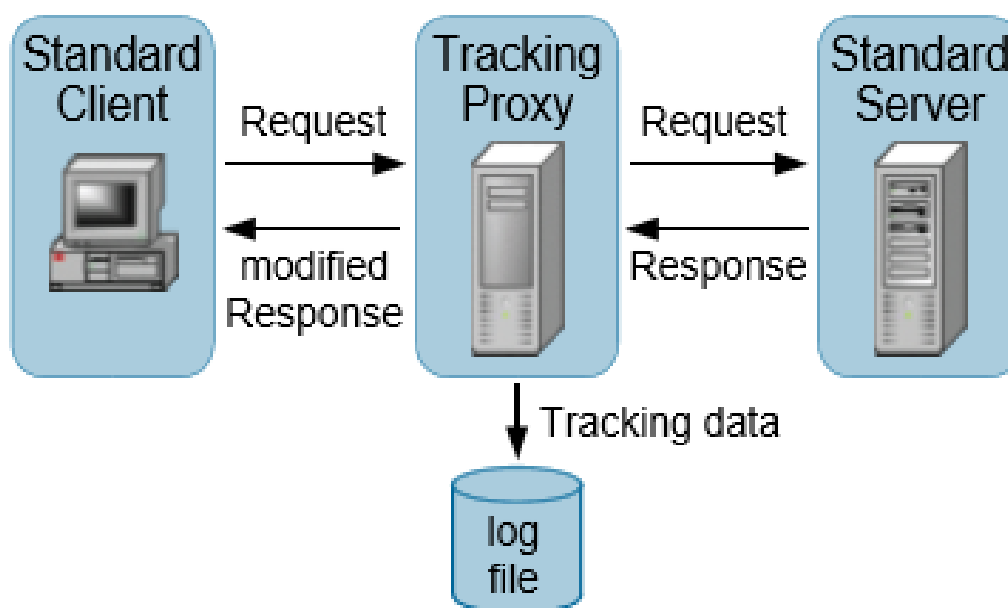 Standard
Client
Request
modified
Response
Tracking
Proxy
Request
Response
Standard
Server
Tracking data
log
file